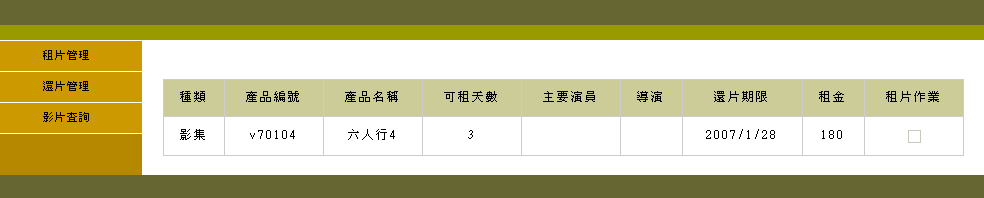 租片管理
還片管理
影片查詢
種類 產品編號 產品名稱 可租天數 主要演員 導演 還片期限 租金 租片作業
影集 v70104 六人行4 3 2007/1/28 180